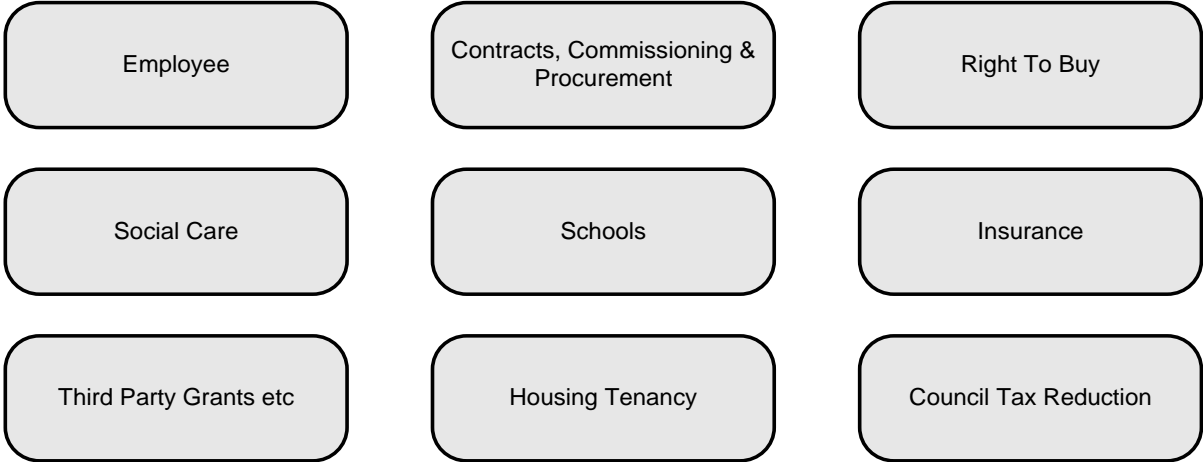 Employee
Contracts, Commissioning &
Procurement
Right To Buy
Social Care
Schools
Insurance
Third Party Grants etc
Housing Tenancy
Council Tax Reduction